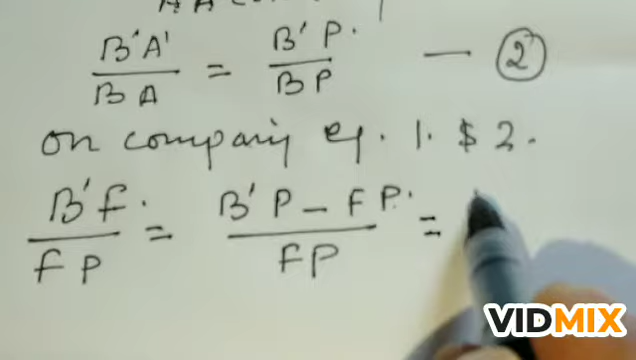 B'A' / BA = B'P / BP — (2)
on comparing eq. 1. $ 2.
B'f / fP = B'P - FP / fP =
VIDMIX